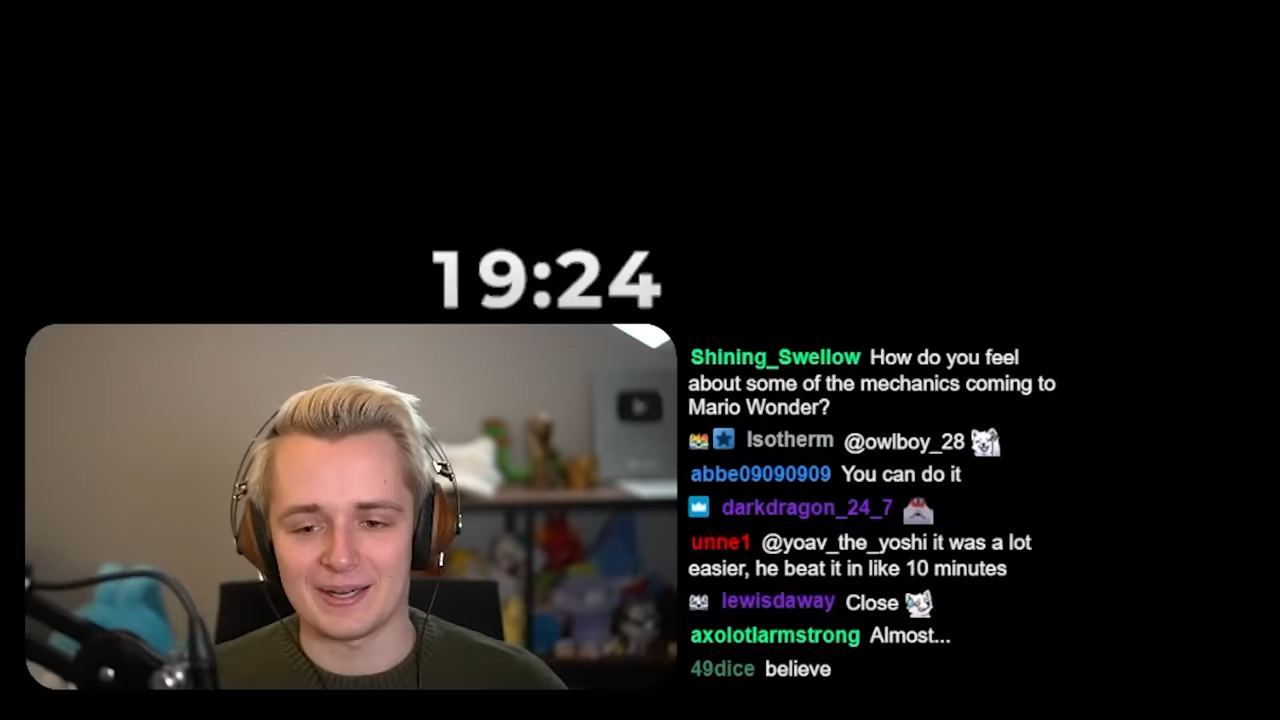 19:24
Shining_Swellow How do you feel
about some of the mechanics coming to
Mario Wonder?
Isotherm @owlboy_28
abbe09090909 You can do it
darkdragon_24_7
unne1 @yoav_the_yoshi it was a lot
easier, he beat it in like 10 minutes
lewisdaway Close
axolotlarmstrong Almost...
49dice believe